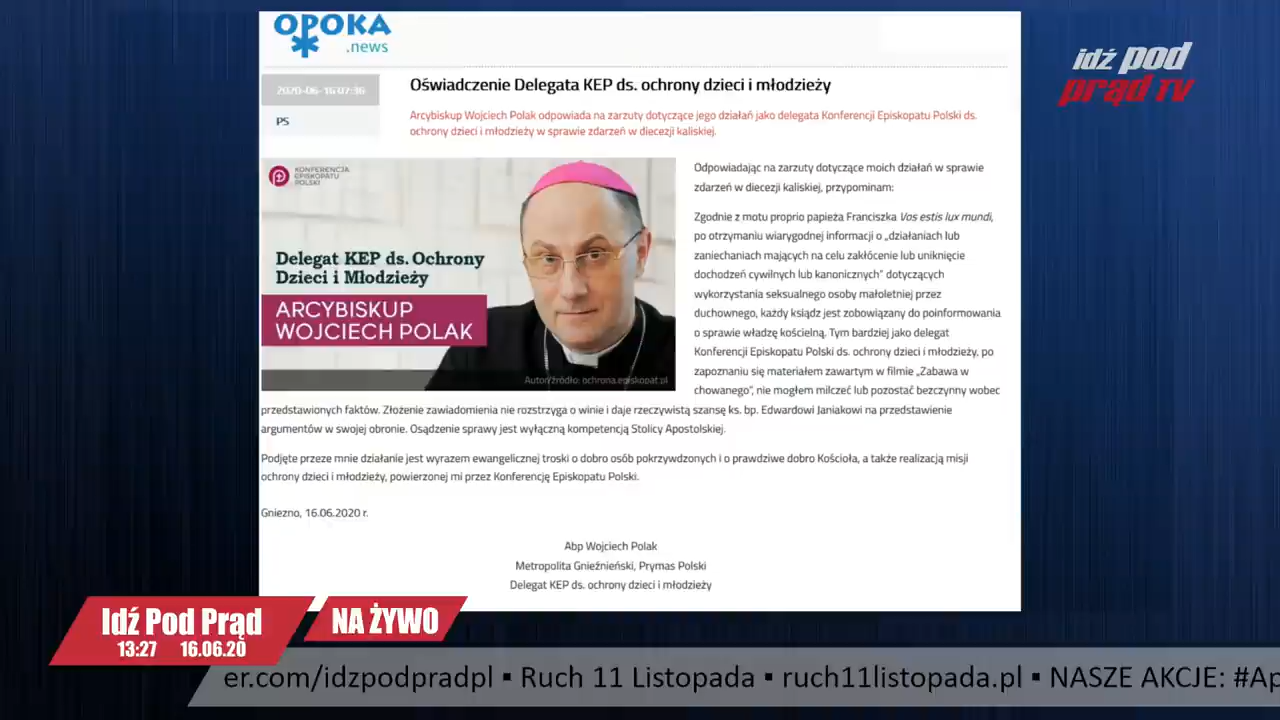 OPOKA
.news
idź pod
prąd TV
2020-06-16 07:36
PS
Oświadczenie Delegata KEP ds. ochrony dzieci i młodzieży
Arcybiskup Wojciech Polak odpowiada na zarzuty dotyczące jego działań jako delegata Konferencji Episkopatu Polski ds.
ochrony dzieci i młodzieży w sprawie zdarzeń w diecezji kaliskiej.
KONFERENCJA
EPISKOPATU
POLSKI
Delegat KEP ds. Ochrony
Dzieci i Młodzieży
ARCYBISKUP
WOJCIECH POLAK
Autor/źródło: ochrona.episkopat.pl
Odpowiadając na zarzuty dotyczące moich działań w sprawie
zdarzeń w diecezji kaliskiej, przypominam:
Zgodnie z motu proprio papieża Franciszka Vos estis lux mundi,
po otrzymaniu wiarygodnej informacji o „działaniach lub
zaniechaniach mających na celu zakłócenie lub uniknięcie
dochodzeń cywilnych lub kanonicznych” dotyczących
wykorzystania seksualnego osoby małoletniej przez
duchownego, każdy ksiądz jest zobowiązany do poinformowania
o sprawie władzę kościelną. Tym bardziej jako delegat
Konferencji Episkopatu Polski ds. ochrony dzieci i młodzieży, po
zapoznaniu się materiałem zawartym w filmie „Zabawa w
chowanego”, nie mogłem milczeć lub pozostać bezczynny wobec
przedstawionych faktów. Złożenie zawiadomienia nie rozstrzyga o winie i daje rzeczywistą szansę ks. bp. Edwardowi Janiakowi na przedstawienie
argumentów w swojej obronie. Osądzenie sprawy jest wyłączną kompetencją Stolicy Apostolskiej.
Podjęte przeze mnie działanie jest wyrazem ewangelicznej troski o dobro osób pokrzywdzonych i o prawdziwe dobro Kościoła, a także realizacją misji
ochrony dzieci i młodzieży, powierzonej mi przez Konferencję Episkopatu Polski.
Gniezno, 16.06.2020 r.
Abp Wojciech Polak
Metropolita Gnieźnieński, Prymas Polski
Delegat KEP ds. ochrony dzieci i młodzieży
Idź Pod Prąd
NA ŻYWO
13:27 16.06.20
er.com/idzpodpradpl ▪ Ruch 11 Listopada ▪ ruch11listopada.pl ▪ NASZE AKCJE: #Ap